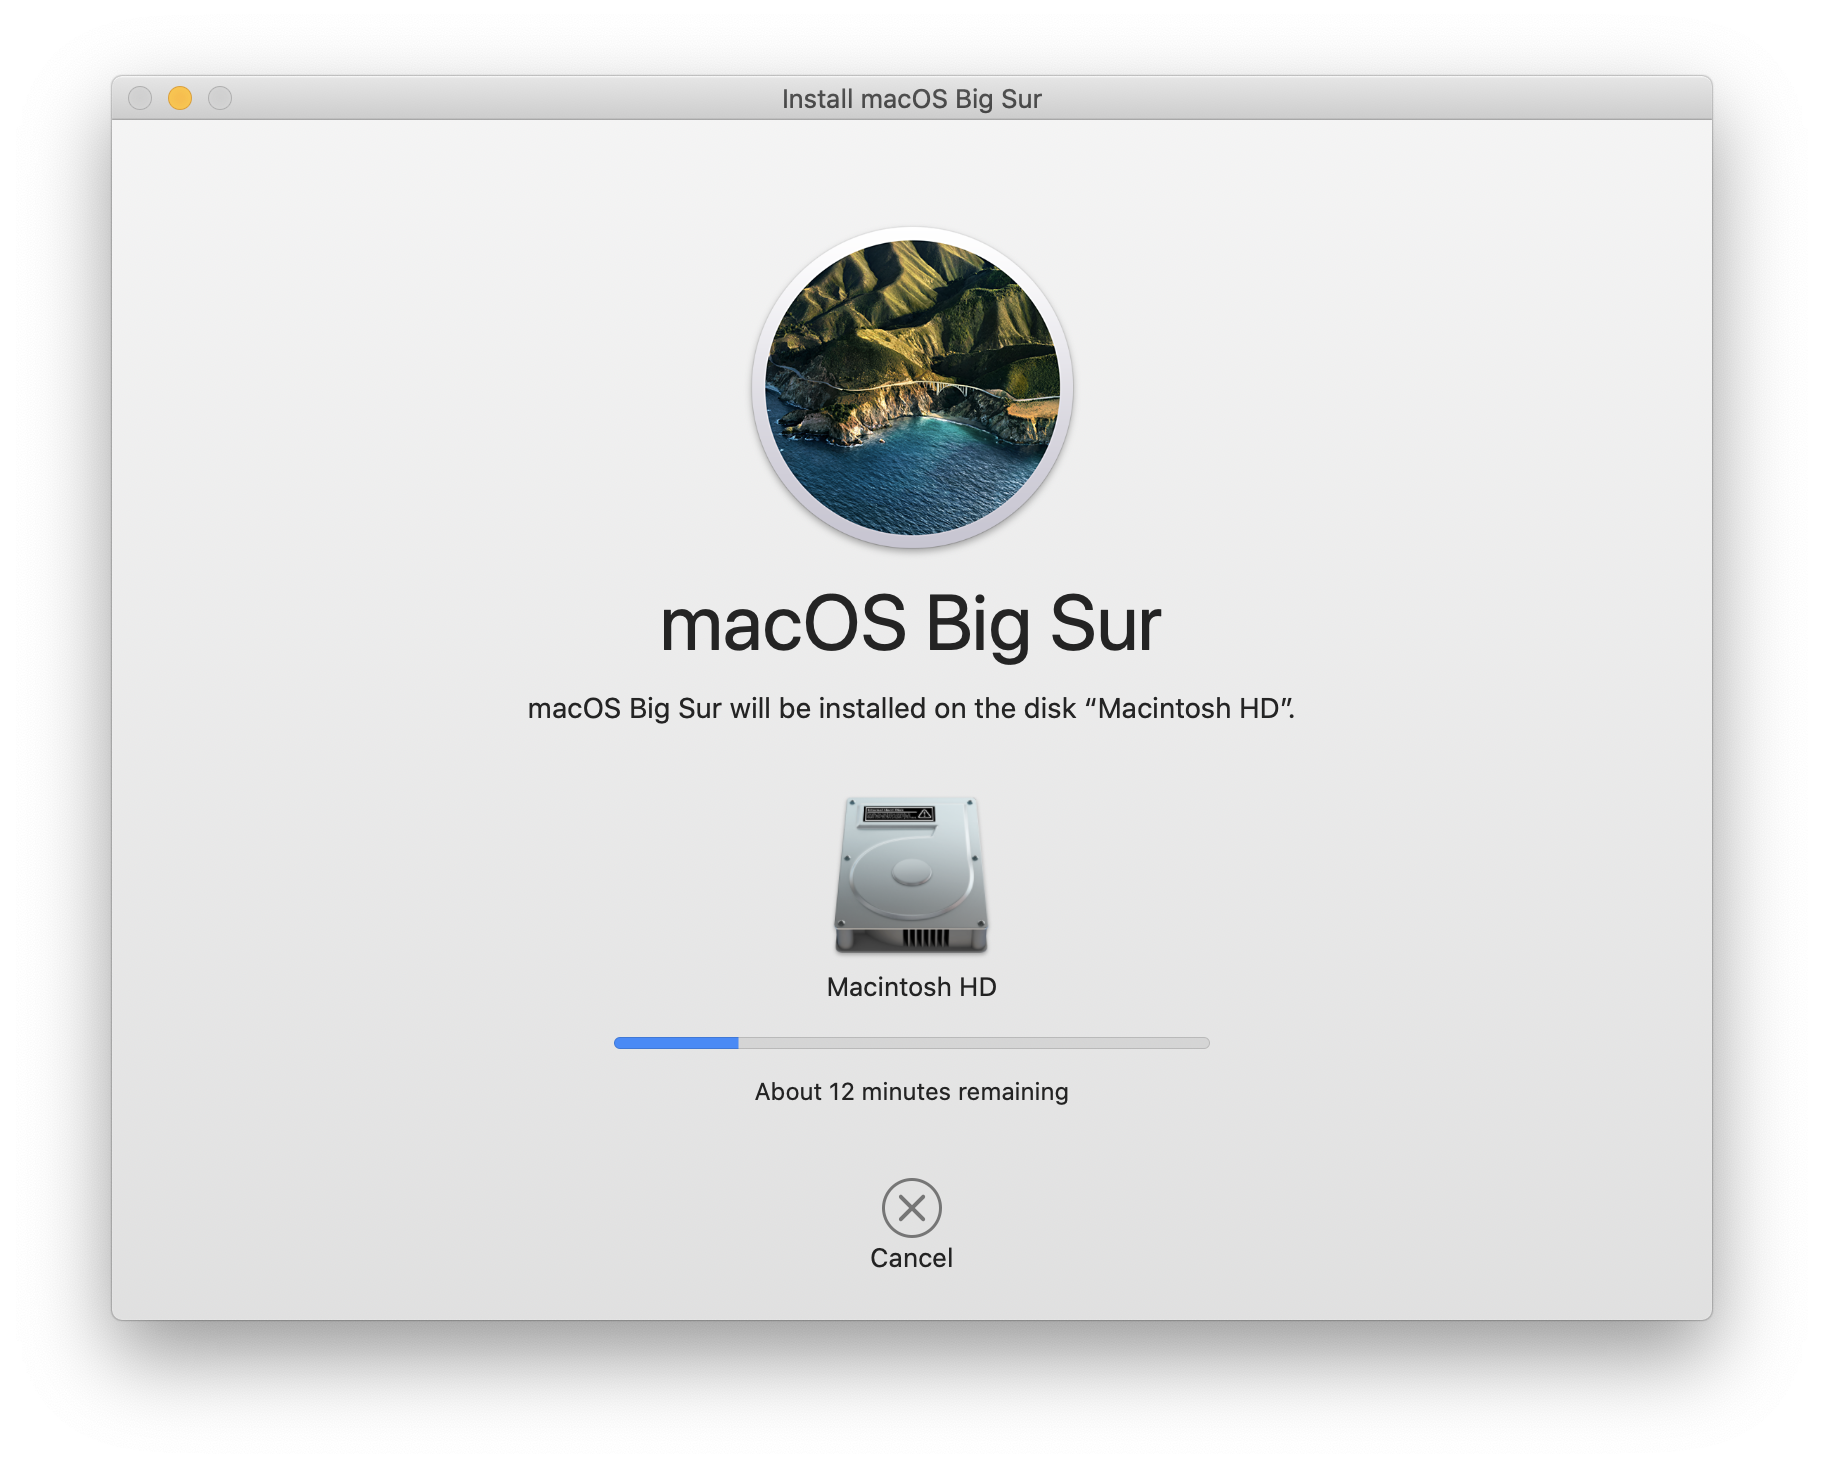 Install macOS Big Sur
macOS Big Sur
macOS Big Sur will be installed on the disk “Macintosh HD”.
Macintosh HD
About 12 minutes remaining
Cancel